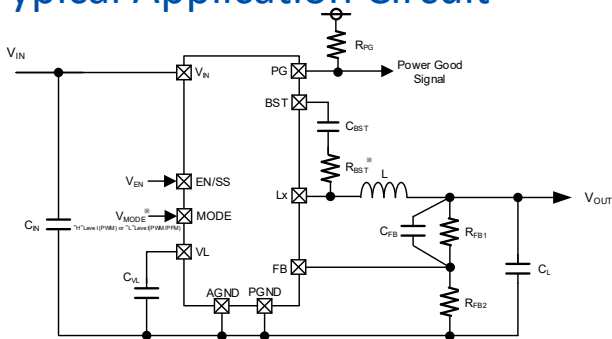 Typical Application Circuit
VIN
VIN
PG
RPG
Power Good
Signal
BST
CBST
RBST※
L
VEN
EN/SS
Lx
VOUT
VMODE※
MODE
"H"Level(PWM) or "L"Level(PWM/PFM)
CIN
VL
CFB
RFB1
CVL
FB
CL
AGND
PGND
RFB2